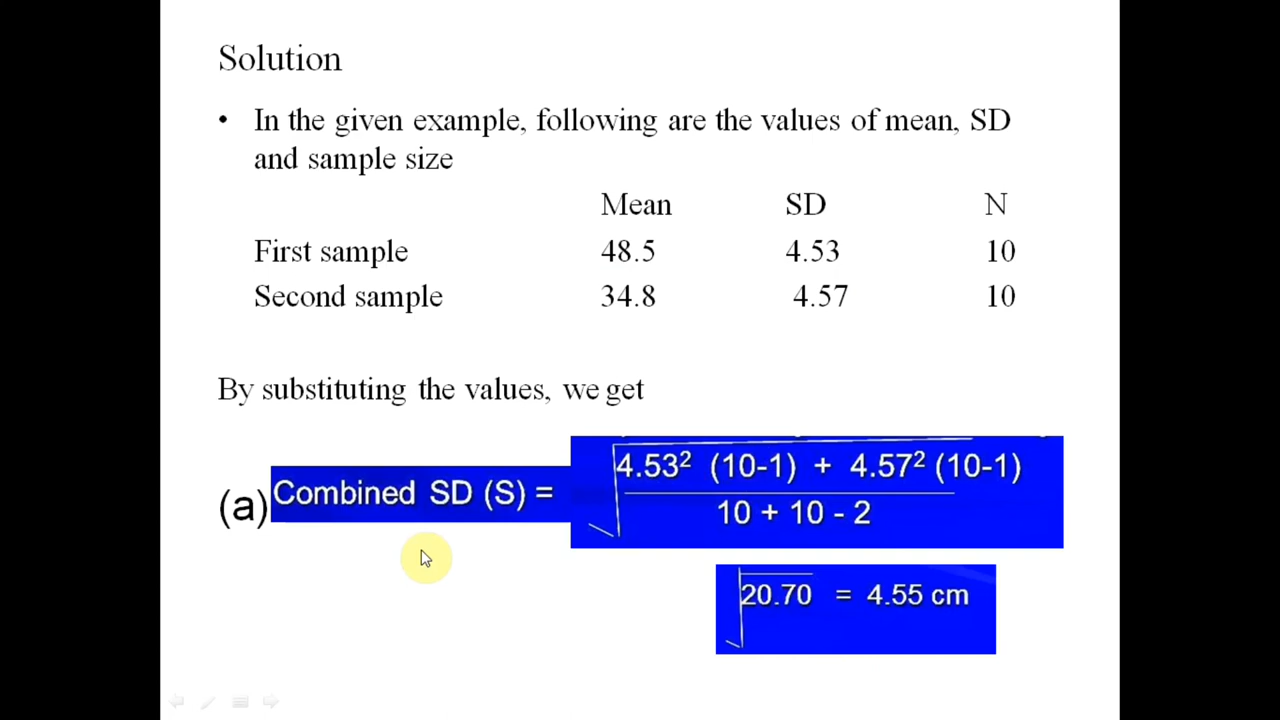 Solution
• In the given example, following are the values of mean, SD
and sample size
Mean SD N
First sample 48.5 4.53 10
Second sample 34.8 4.57 10
By substituting the values, we get
(a) Combined SD (S) = √
4.53² (10-1) + 4.57² (10-1)
10 + 10 - 2
√20.70 = 4.55 cm